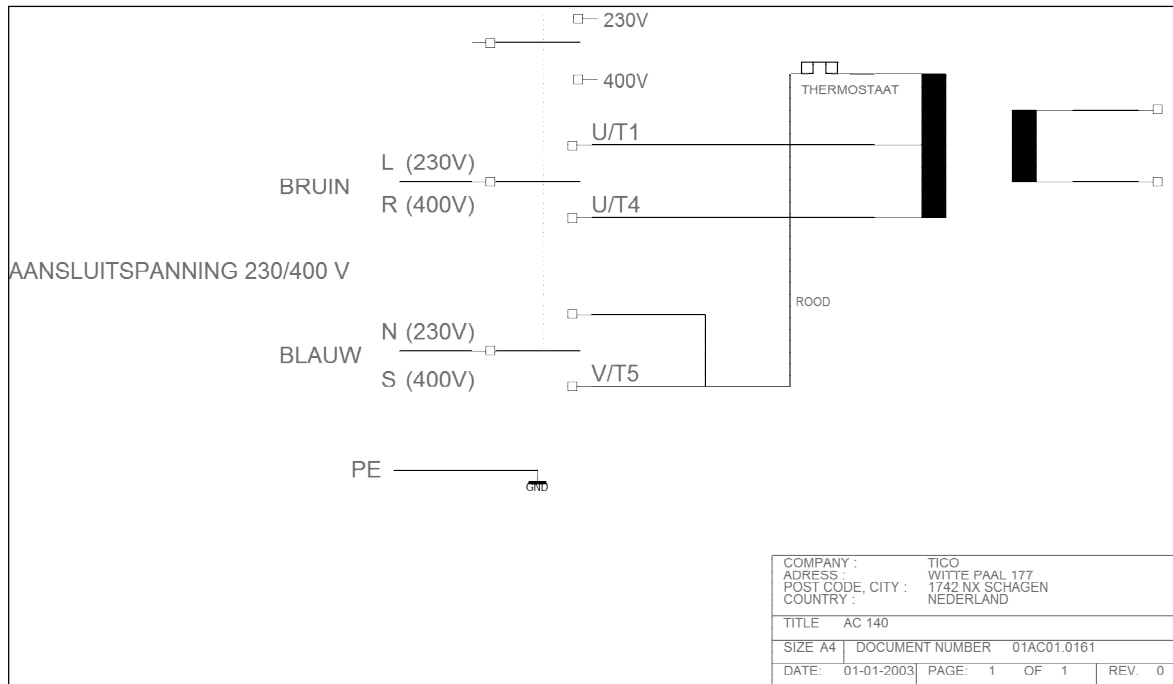 230V
400V
THERMOSTAAT
U/T1
L (230V)
BRUIN
R (400V)
U/T4
AANSLUITSPANNING 230/400 V
ROOD
N (230V)
BLAUW
S (400V)
V/T5
PE
GND
COMPANY : TICO
ADRESS : WITTE PAAL 177
POST CODE, CITY : 1742 NX SCHAGEN
COUNTRY : NEDERLAND
TITLE AC 140
SIZE A4 DOCUMENT NUMBER 01AC01.0161
DATE: 01-01-2003 PAGE: 1 OF 1 REV. 0